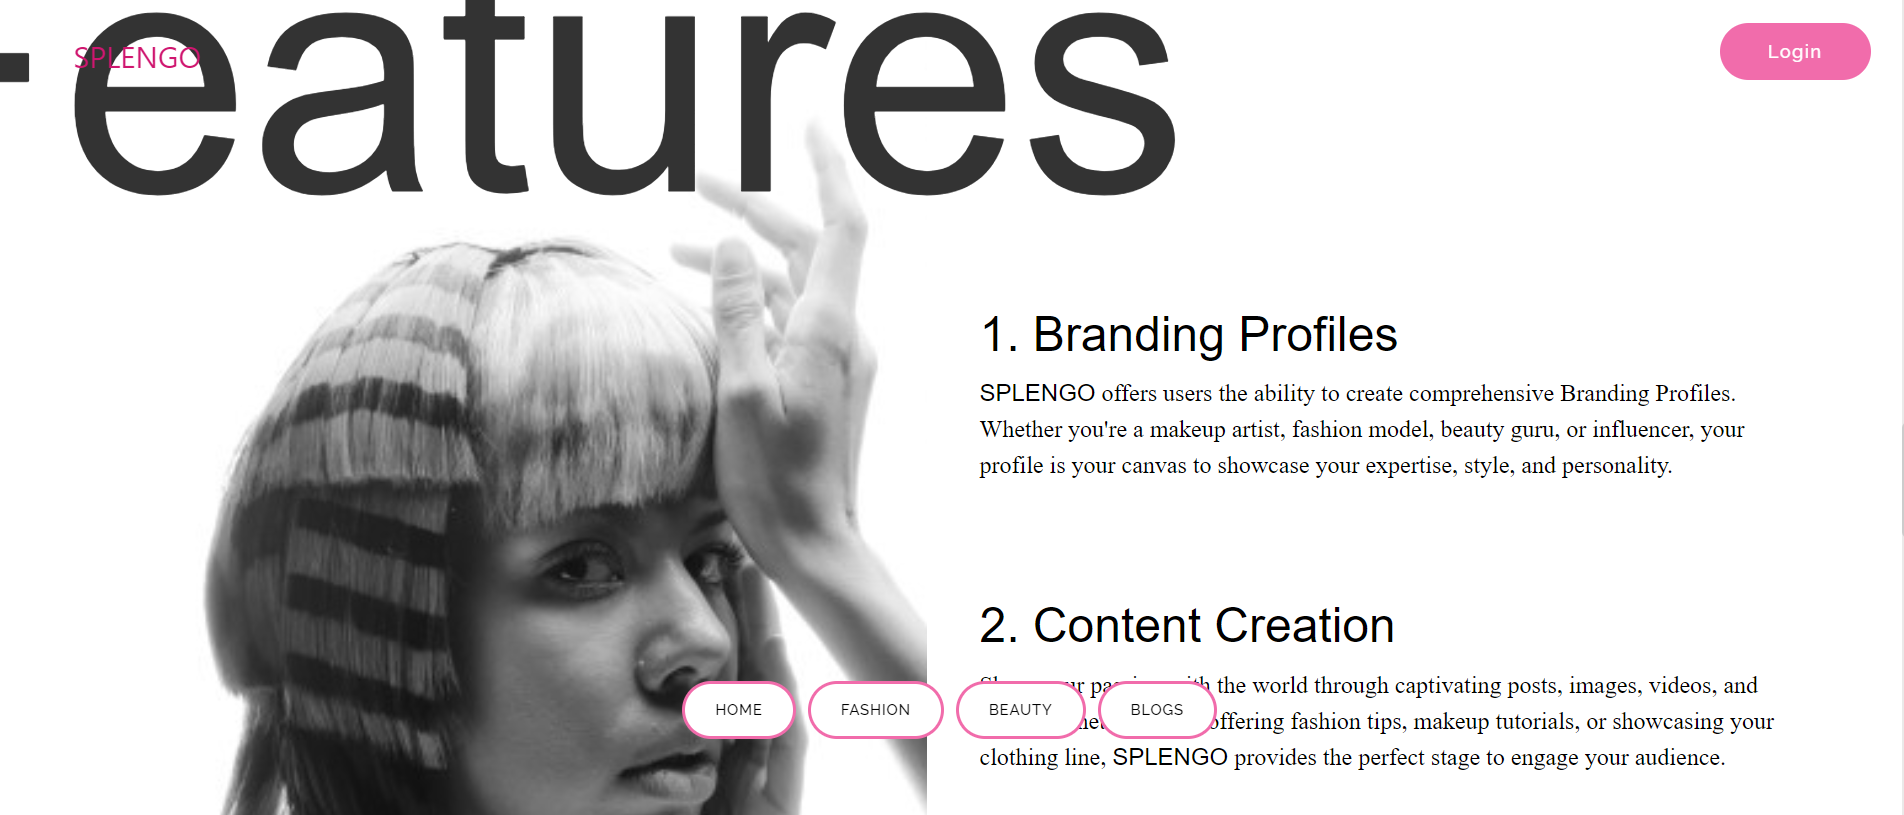 eatures
SPLENGO
Login
1. Branding Profiles
SPLENGO offers users the ability to create comprehensive Branding Profiles.
Whether you're a makeup artist, fashion model, beauty guru, or influencer, your
profile is your canvas to showcase your expertise, style, and personality.
2. Content Creation
the world through captivating posts, images, videos, and
offering fashion tips, makeup tutorials, or showcasing your
clothing line, SPLENGO provides the perfect stage to engage your audience.
HOME
FASHION
BEAUTY
BLOGS